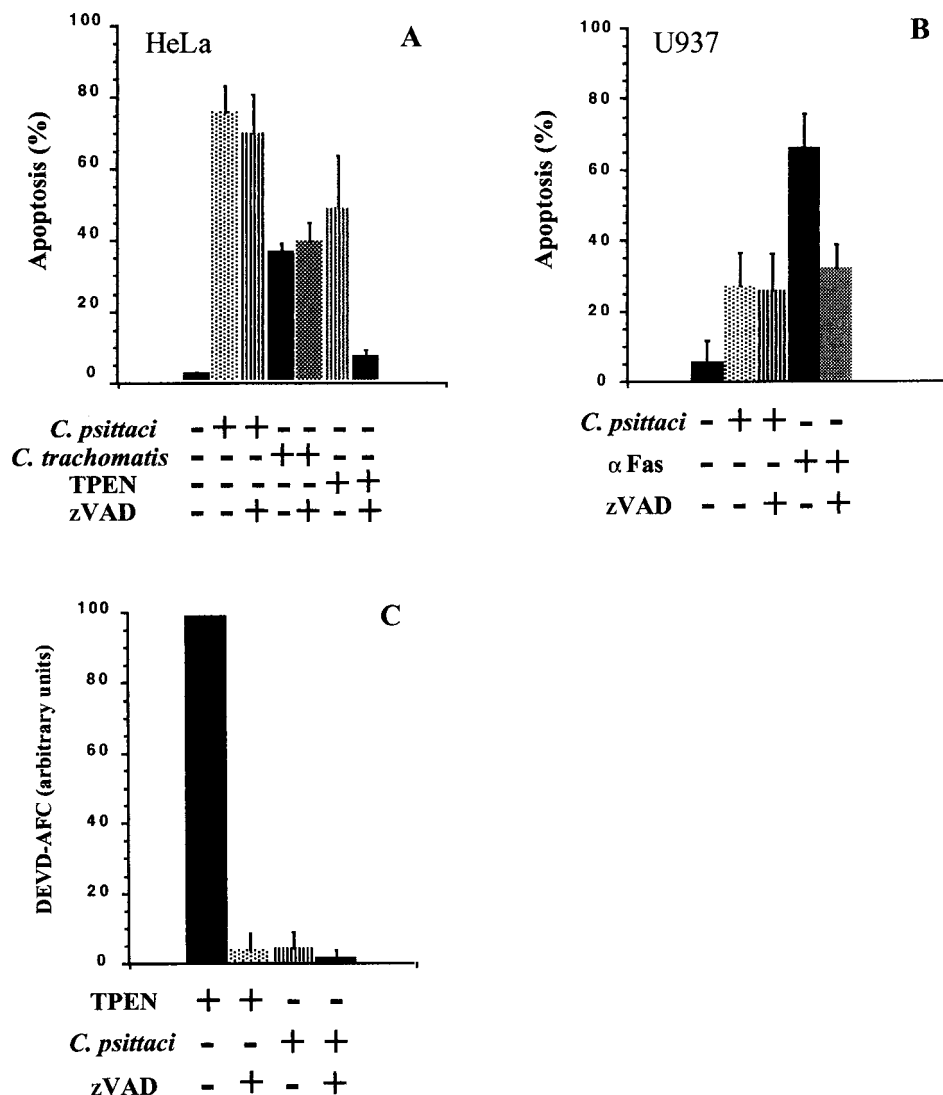 HeLa
A
Apoptosis (%)
100
80
60
40
20
0
C. psittaci - + + - - - -
C. trachomatis - - - + + - -
TPEN - - - - - + +
zVAD - - + - + - +
U937
B
Apoptosis (%)
100
80
60
40
20
0
C. psittaci - + + - -
α Fas - - - + +
zVAD - - + - +
C
DEVD-AFC (arbitrary units)
100
80
60
40
20
0
TPEN + + - -
C. psittaci - - + +
zVAD - + - +